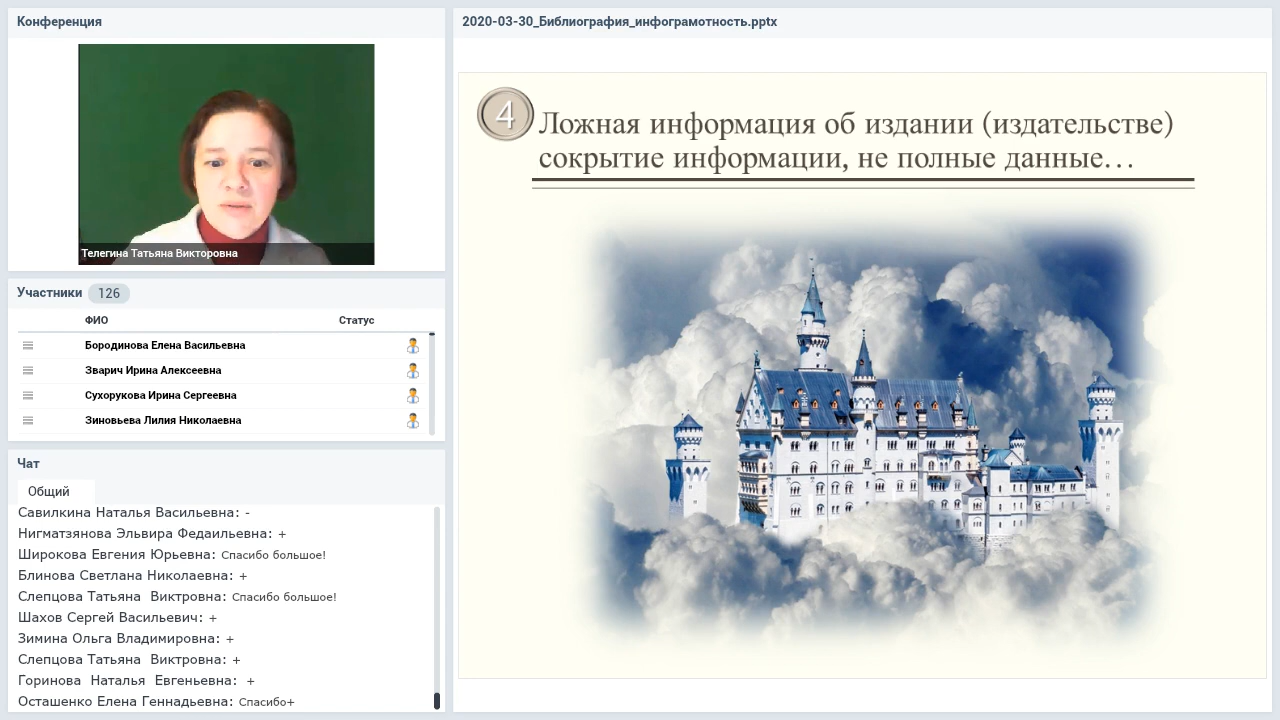 Конференция
Телегина Татьяна Викторовна
Участники 126
ФИО Статус
Бородинова Елена Васильевна
Зварич Ирина Алексеевна
Сухорукова Ирина Сергеевна
Зиновьева Лилия Николаевна
Чат
Общий
Савилкина Наталья Васильевна: -
Нигматзянова Эльвира Федаильевна: +
Широкова Евгения Юрьевна: Спасибо большое!
Блинова Светлана Николаевна: +
Слепцова Татьяна  Виктровна: Спасибо большое!
Шахов Сергей Васильевич: +
Зимина Ольга Владимировна: +
Слепцова Татьяна  Виктровна: +
Горинова  Наталья  Евгеньевна:  +
Осташенко Елена Геннадьевна: Спасибо+
2020-03-30_Библиография_инфограмотность.pptx
4 Ложная информация об издании (издательстве)
сокрытие информации, не полные данные…